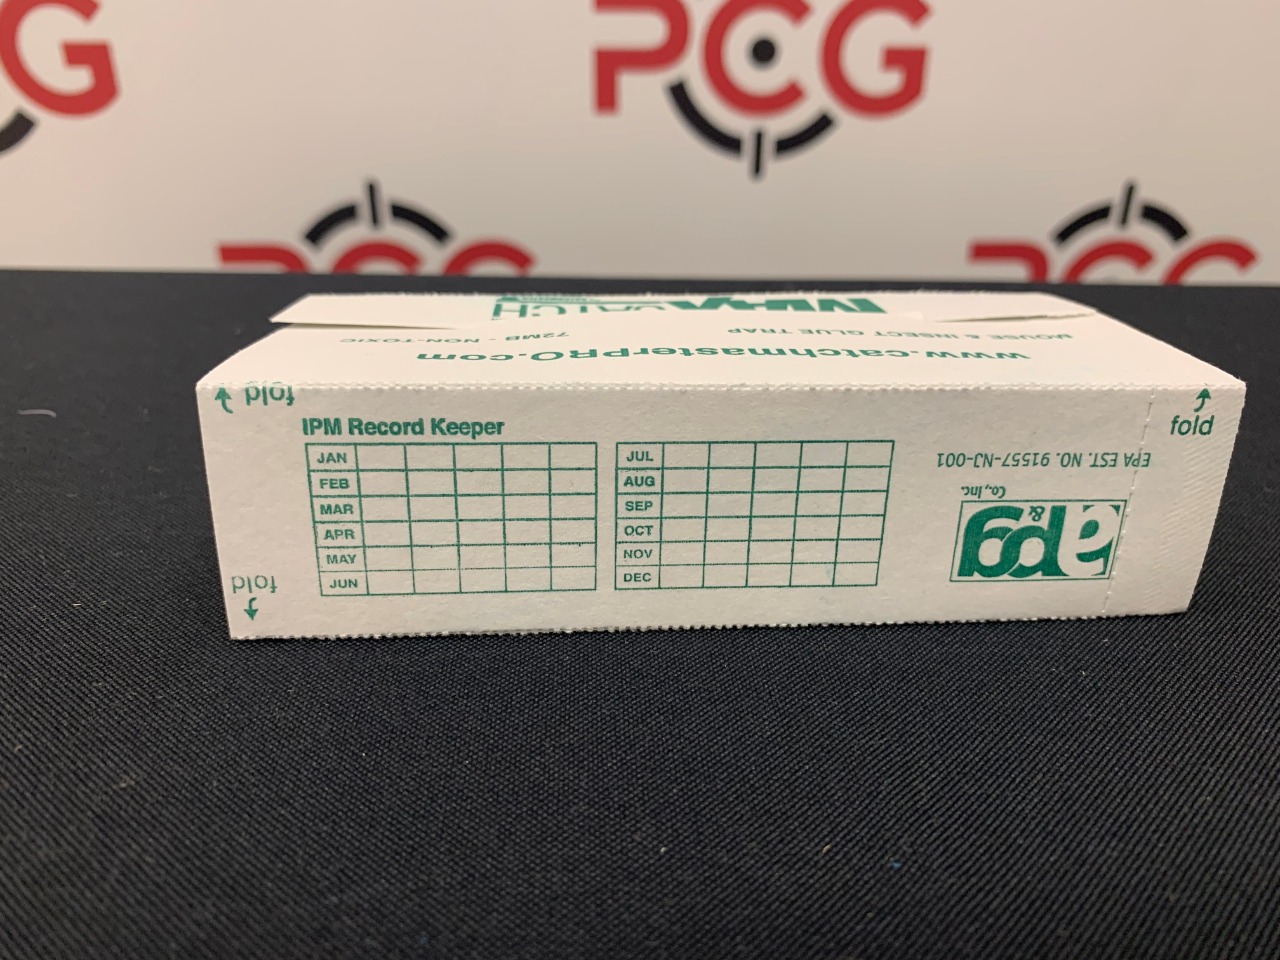 PCG
G
PCG
PCG
72MB - NON-TOXIC
MOUSE & INSECT GLUE TRAP
www.catchmasterPRO.com
fold
fold
IPM Record Keeper
JAN
FEB
MAR
APR
MAY
JUN
JUL
AUG
SEP
OCT
NOV
DEC
EPA EST. NO. 91557-NJ-001
Co., Inc.
&
fold